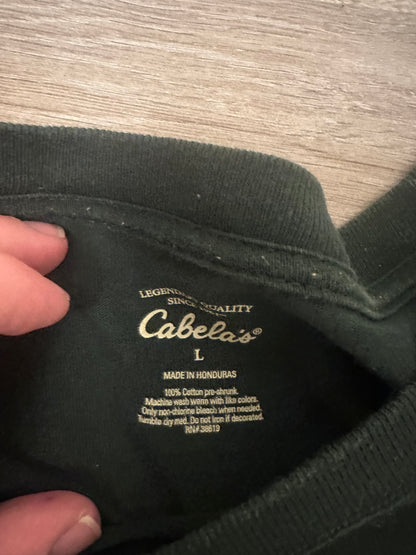 LEGENDARY QUALITY
SINCE
Cabela's®
L
MADE IN HONDURAS
100% Cotton pre-shrunk.
Machine wash warm with like colors.
Only non-chlorine bleach when needed.
Tumble dry med. Do not iron if decorated.
RN# 38619